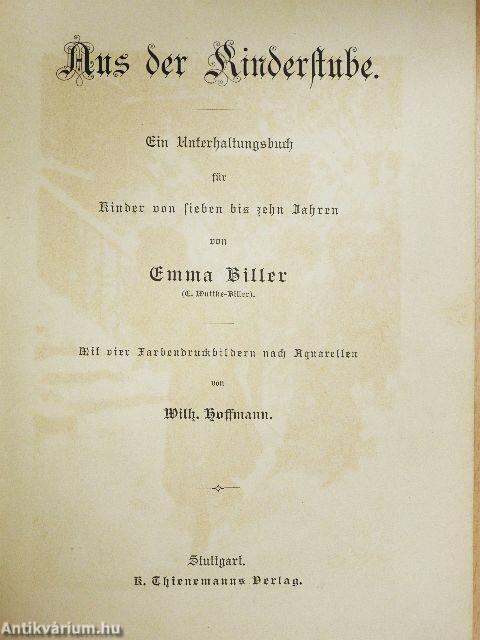 Aus der Kinderstube.
Ein Unterhaltungsbuch
für
Kinder von sieben bis zehn Jahren
von
Emma Biller
(E. Wuttke-Biller).
Mit vier Farbendruckbildern nach Aquarellen
von
Wilh. Hoffmann.
Stuttgart.
K. Thienemanns Verlag.
Antikvárium.hu